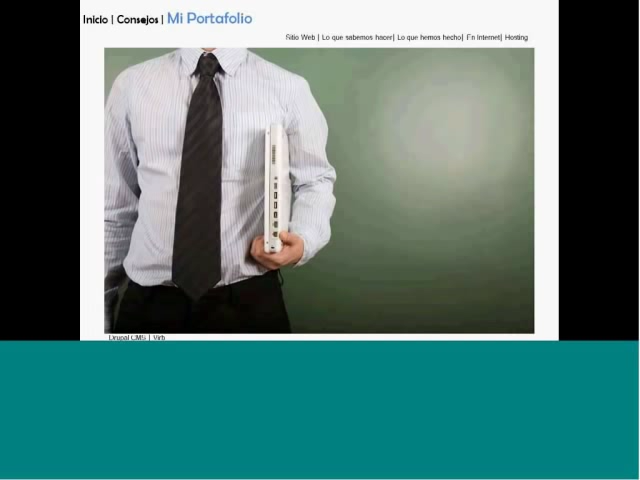 Inicio | Consejos | Mi Portafolio
Sitio Web | Lo que sabemos hacer| Lo que hemos hecho| En Internet| Hosting
Drupal CMS | Virb